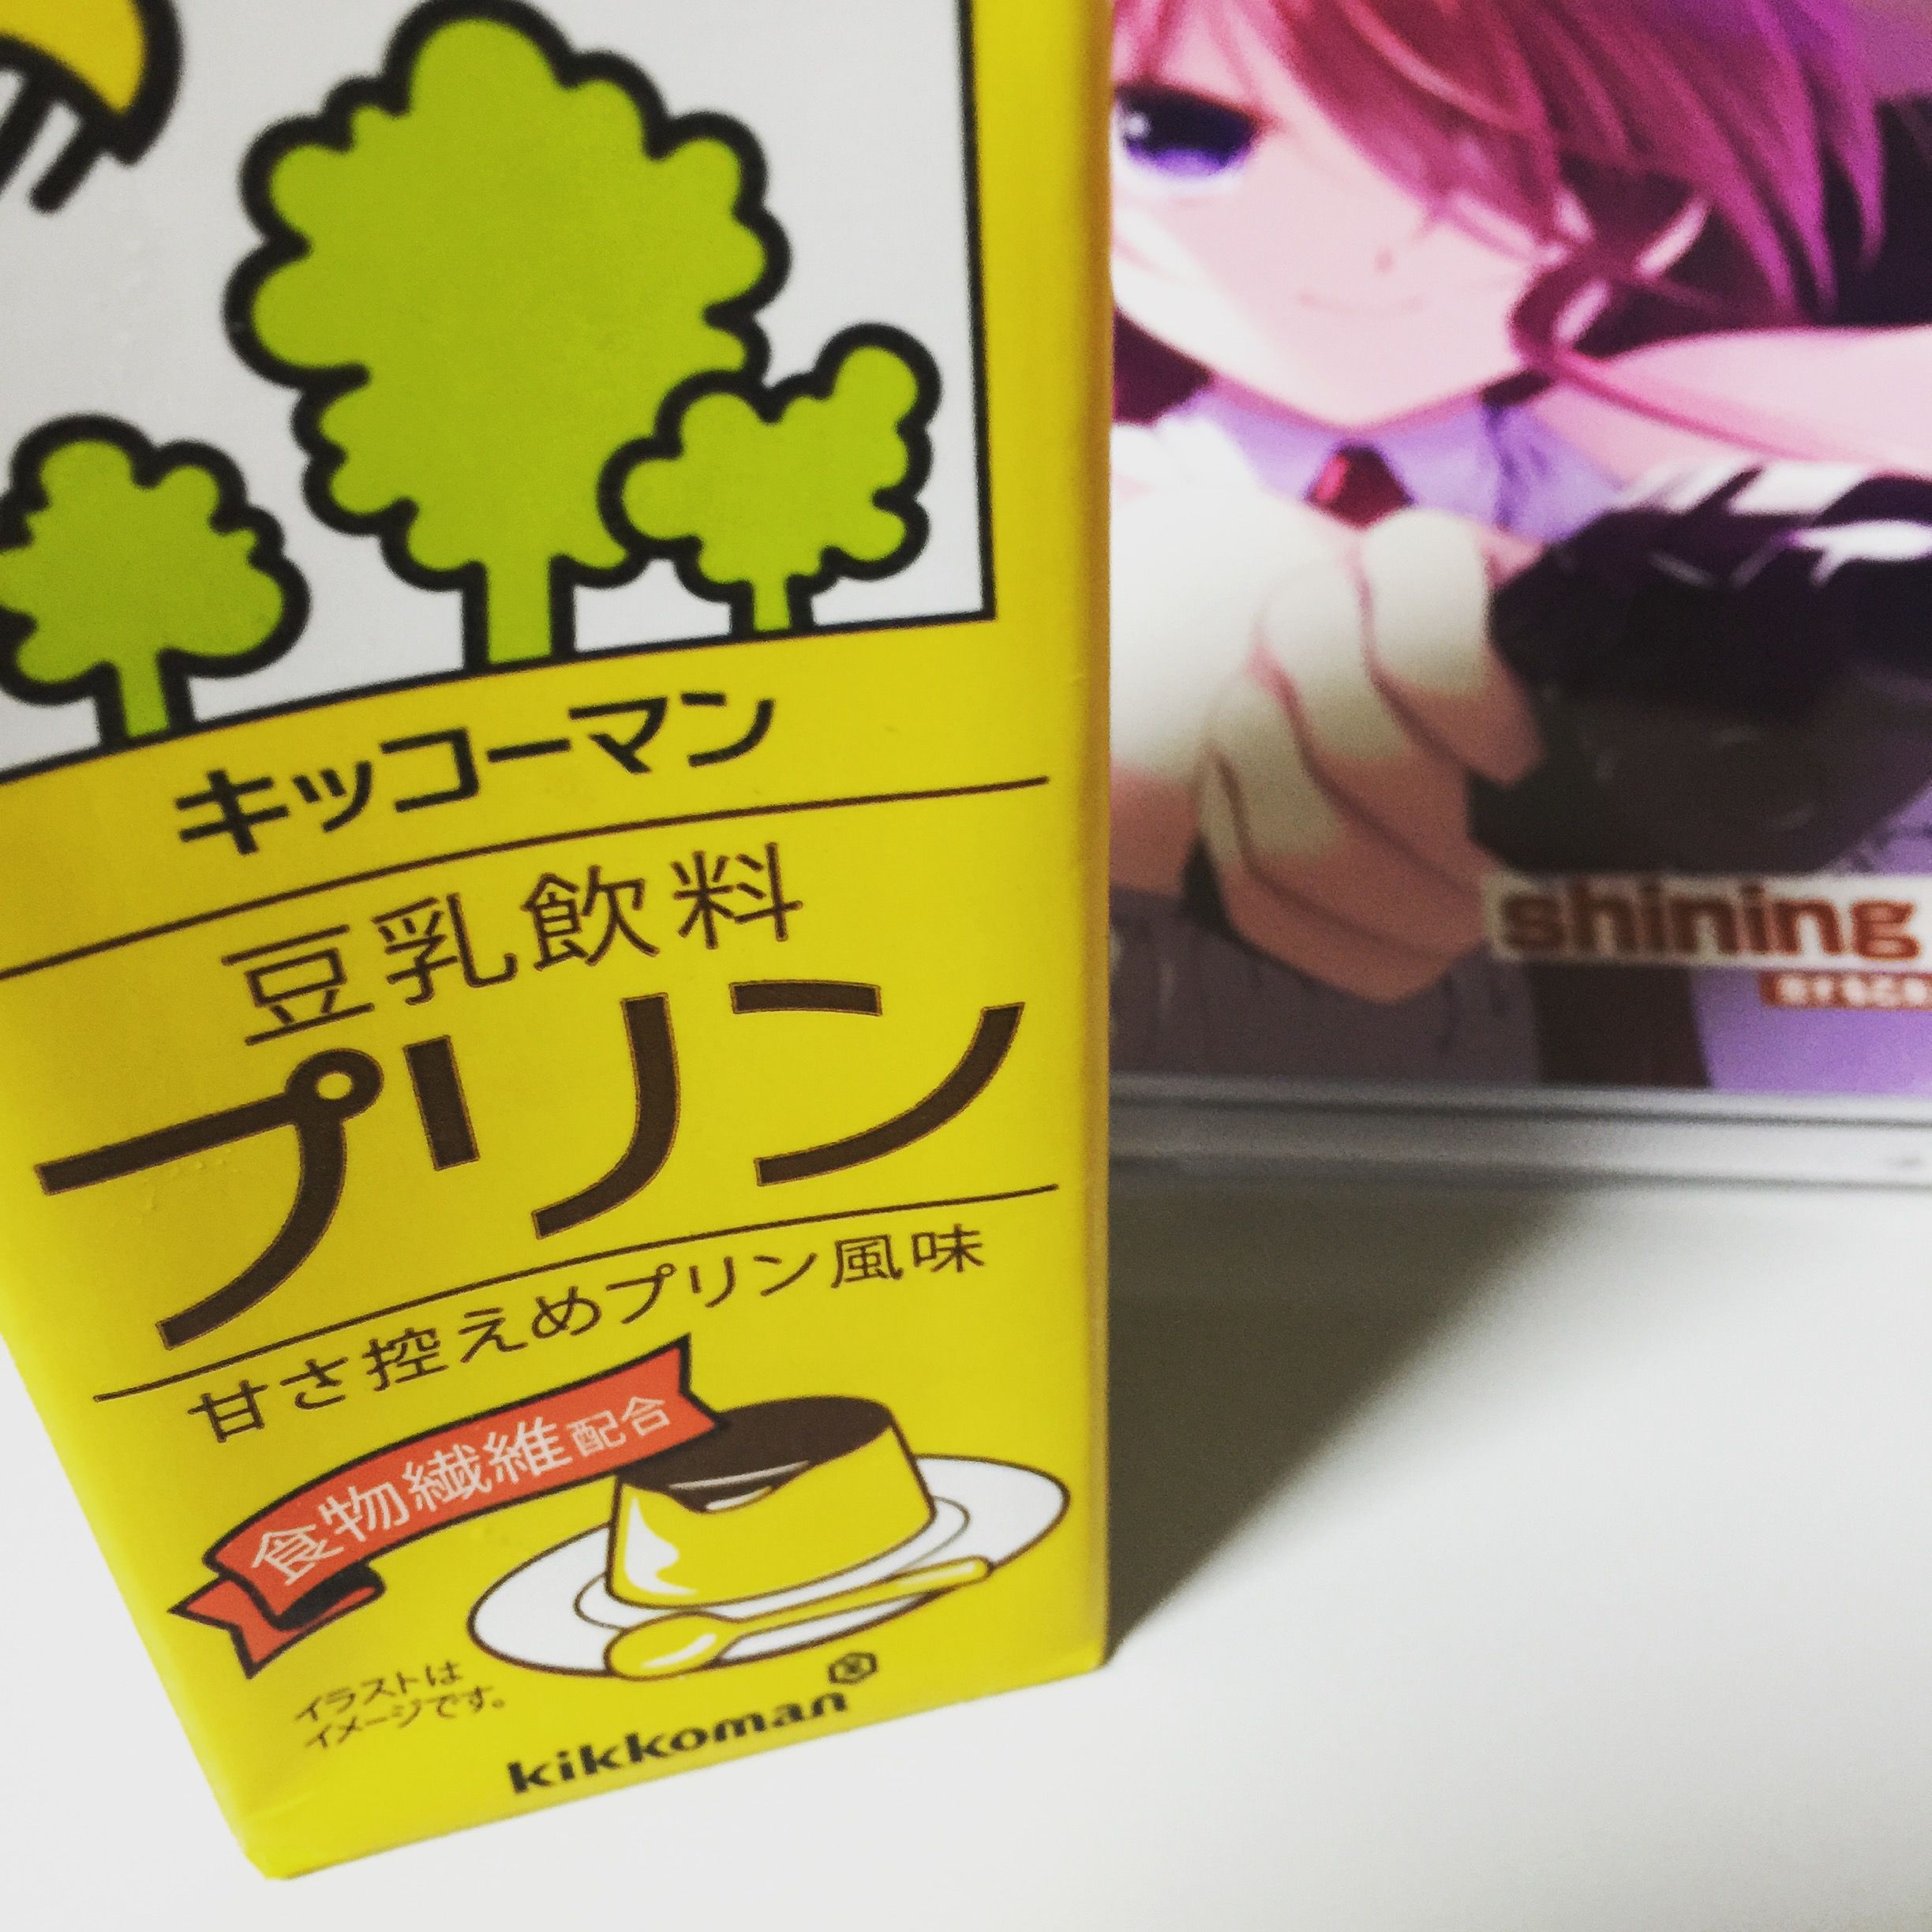 キッコーマン
豆乳飲料
プリン
甘さ控えめプリン風味
食物繊維配合
イラストは
イメージです。
kikkoman
shining